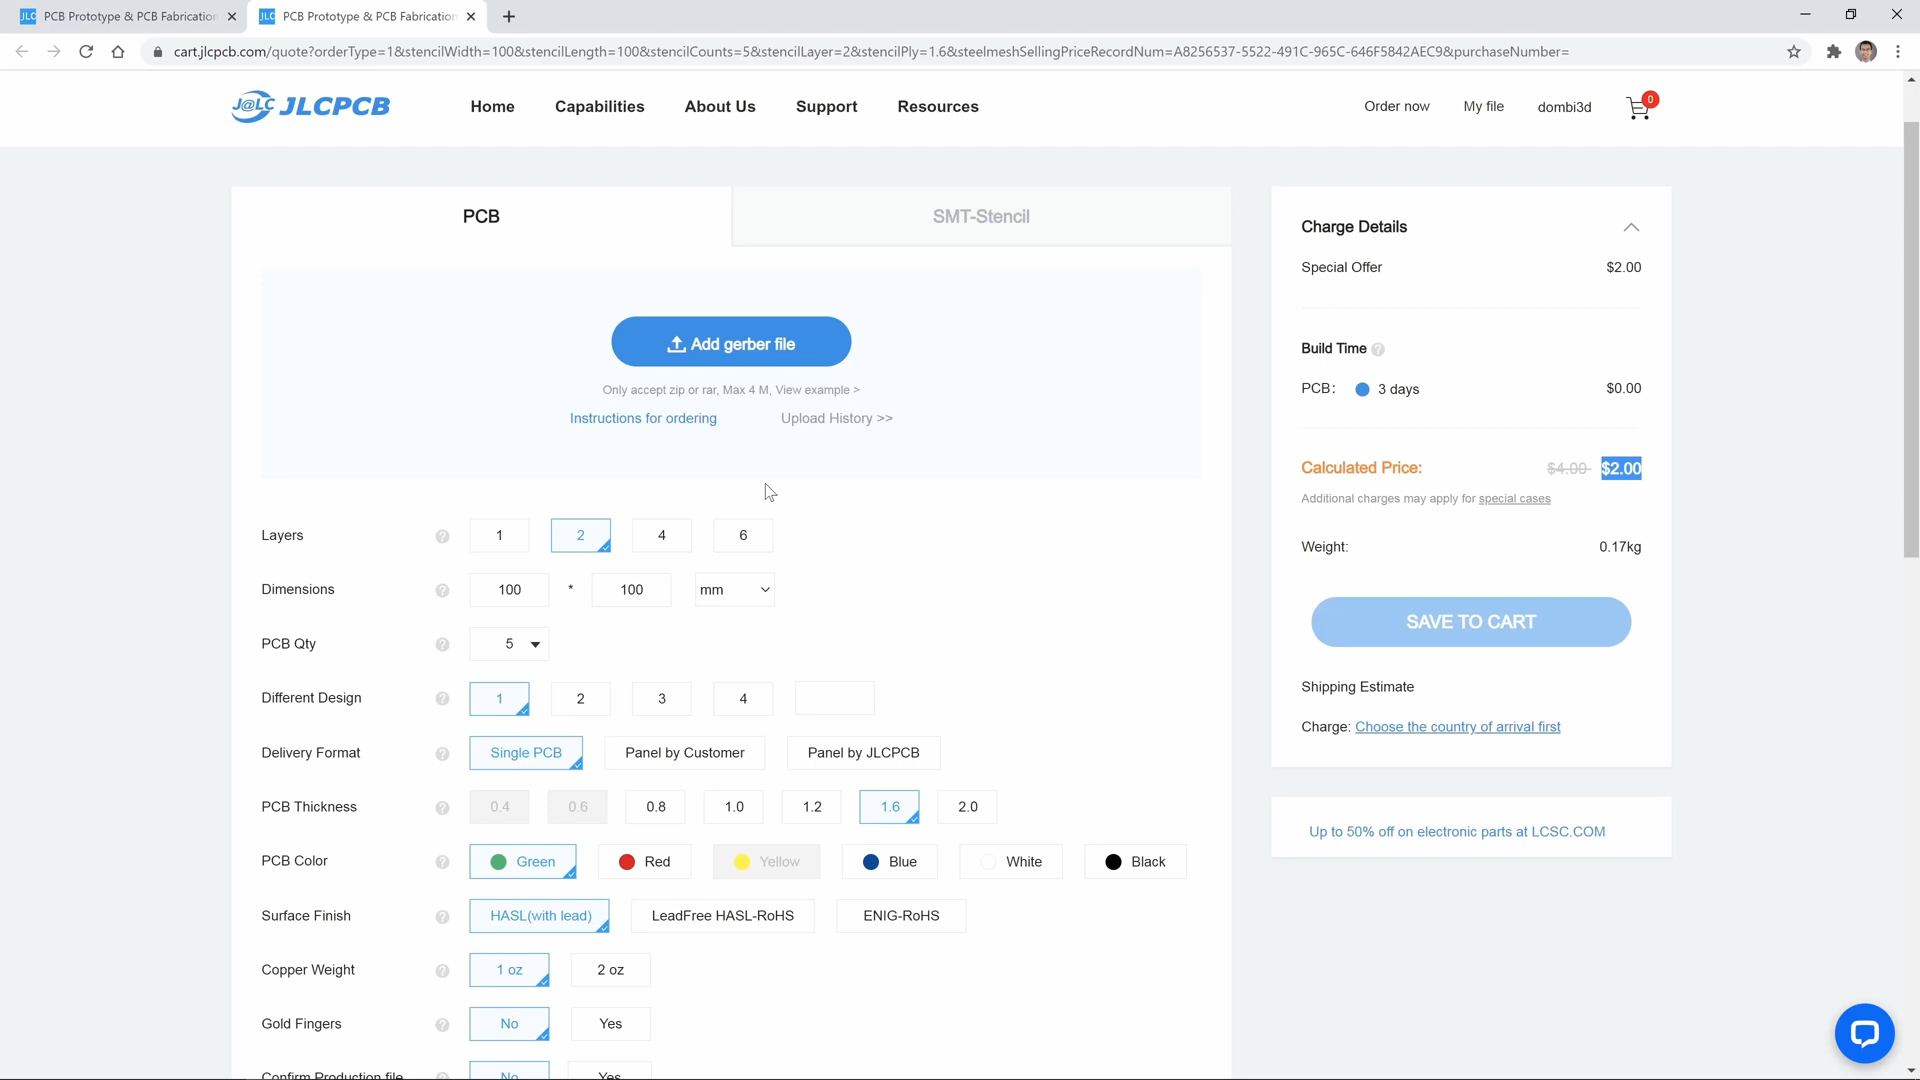 JLC PCB Prototype & PCB Fabrication
JLC PCB Prototype & PCB Fabrication
cart.jlcpcb.com/quote?orderType=1&stencilWidth=100&stencilLength=100&stencilCounts=5&stencilLayer=2&stencilPly=1.6&steelmeshSellingPriceRecordNum=A8256537-5522-491C-965C-646F5842AEC9&purchaseNumber=
J@LC JLCPCB
Home Capabilities About Us Support Resources
Order now My file dombi3d 0
PCB
SMT-Stencil
Add gerber file
Only accept zip or rar, Max 4 M, View example >
Instructions for ordering Upload History >>
Layers ? 1 2 4 6
Dimensions ? 100 * 100 mm
PCB Qty ? 5
Different Design ? 1 2 3 4
Delivery Format ? Single PCB Panel by Customer Panel by JLCPCB
PCB Thickness ? 0.4 0.6 0.8 1.0 1.2 1.6 2.0
PCB Color ? Green Red Yellow Blue White Black
Surface Finish ? HASL(with lead) LeadFree HASL-RoHS ENIG-RoHS
Copper Weight ? 1 oz 2 oz
Gold Fingers ? No Yes
Confirm Production file ? No Yes
Charge Details
Special Offer $2.00
Build Time ?
PCB: 3 days $0.00
Calculated Price: $4.00 $2.00
Additional charges may apply for special cases
Weight: 0.17kg
SAVE TO CART
Shipping Estimate
Charge: Choose the country of arrival first
Up to 50% off on electronic parts at LCSC.COM